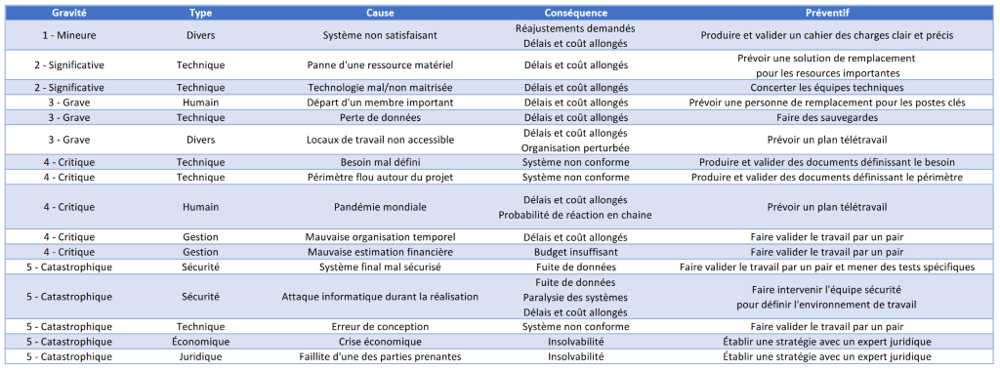 Gravité Type Cause Conséquence Préventif
1 - Mineure Divers Système non satisfaisant Réajustements demandés Produire et valider un cahier des charges clair et précis
Délais et coût allongés
2 - Significative Technique Panne d'une ressource matériel Délais et coût allongés Prévoir une solution de remplacement
pour les resources importantes
2 - Significative Technique Technologie mal/non maitrisée Délais et coût allongés Concerter les équipes techniques
3 - Grave Humain Départ d'un membre important Délais et coût allongés Prévoir une personne de remplacement pour les postes clés
3 - Grave Technique Perte de données Délais et coût allongés Faire des sauvegardes
3 - Grave Divers Locaux de travail non accessible Délais et coût allongés Prévoir un plan télétravail
Organisation perturbée
4 - Critique Technique Besoin mal défini Système non conforme Produire et valider des documents définissant le besoin
4 - Critique Technique Périmètre flou autour du projet Système non conforme Produire et valider des documents définissant le périmètre
4 - Critique Humain Pandémie mondiale Délais et coût allongés Prévoir un plan télétravail
Probabilité de réaction en chaine
4 - Critique Gestion Mauvaise organisation temporel Délais et coût allongés Faire valider le travail par un pair
4 - Critique Gestion Mauvaise estimation financière Budget insuffisant Faire valider le travail par un pair
5 - Catastrophique Sécurité Système final mal sécurisé Fuite de données Faire valider le travail par un pair et mener des tests spécifiques
5 - Catastrophique Sécurité Attaque informatique durant la réalisation Fuite de données Faire intervenir l'équipe sécurité
Paralysie des systèmes pour définir l'environnement de travail
Délais et coût allongés
5 - Catastrophique Technique Erreur de conception Système non conforme Faire valider le travail par un pair
5 - Catastrophique Économique Crise économique Insolvabilité Établir une stratégie avec un expert juridique
5 - Catastrophique Juridique Faillite d'une des parties prenantes Insolvabilité Établir une stratégie avec un expert juridique